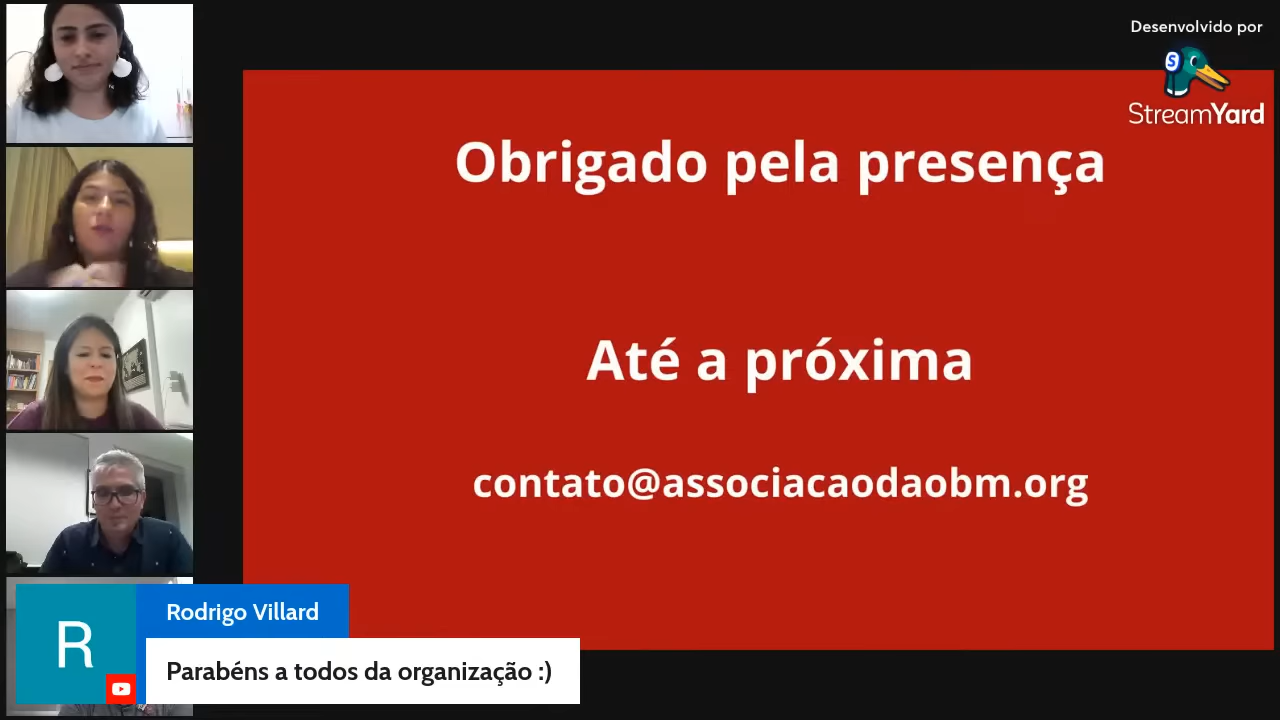 Desenvolvido por
S
StreamYard
Obrigado pela presença
Até a próxima
contato@associacaodaobm.org
R
Rodrigo Villard
Parabéns a todos da organização :)